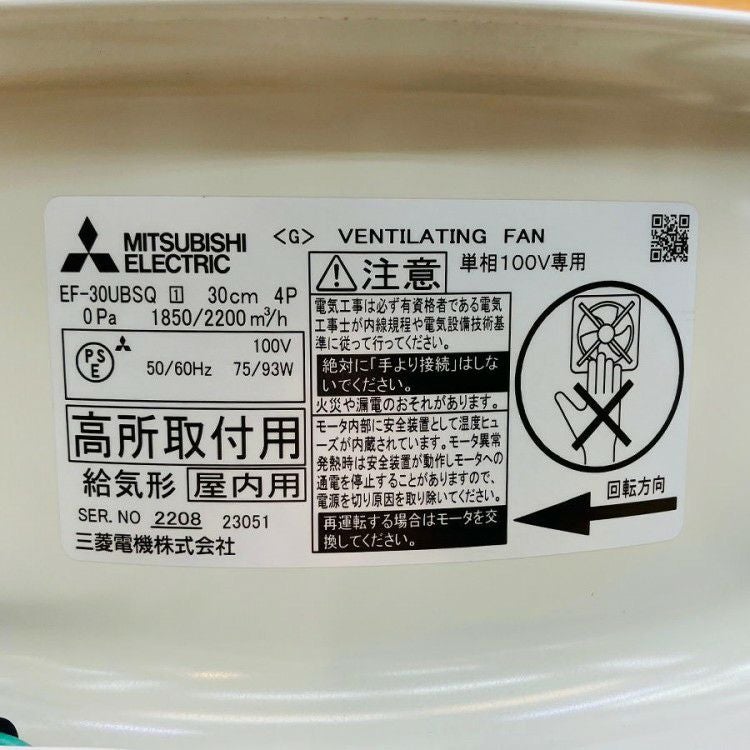 MITSUBISHI
ELECTRIC
<G> VENTILATING FAN
EF-30UBSQ 1 30cm 4P
0Pa 1850/2200m³/h
PSE
100V
50/60Hz 75/93W
高所取付用
給気形 屋内用
SER. NO 2208 23051
三菱電機株式会社
注意
単相100V専用
電気工事は必ず有資格者である電気
工事士が内線規程や電気設備技術基
準に従って行ってください。
絶対に「手より接続」はしな
いでください。
火災や漏電のおそれがあります。
モータ内部に安全装置として温度ヒュ
ーズが内蔵されています。モータ異常
発熱時は安全装置が動作しモータへの
通電を停止することがありますので、
電源を切り原因を取り除いてください。
再運転する場合はモータを交
換してください。
回転方向